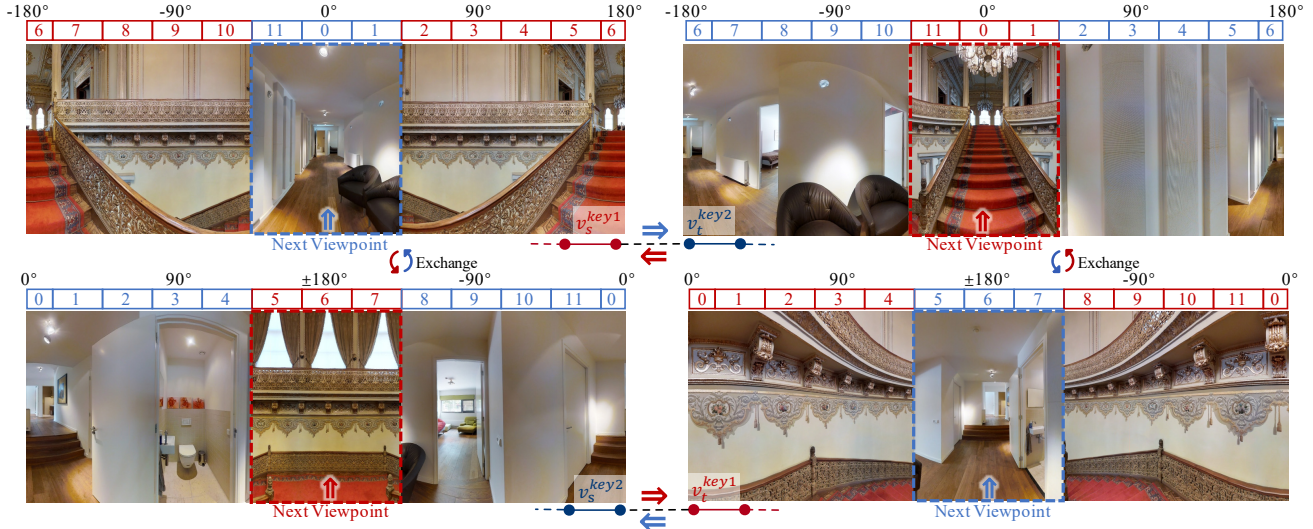 -180° -90° 0° 90° 180°
6 7 8 9 10 11 0 1 2 3 4 5 6
Next Viewpoint
v_s^{key1}
-180° -90° 0° 90° 180°
6 7 8 9 10 11 0 1 2 3 4 5 6
Next Viewpoint
v_t^{key2}
Exchange
Exchange
0° 90° ±180° -90° 0°
0 1 2 3 4 5 6 7 8 9 10 11 0
Next Viewpoint
v_s^{key2}
0° 90° ±180° -90° 0°
0 1 2 3 4 5 6 7 8 9 10 11 0
Next Viewpoint
v_t^{key1}